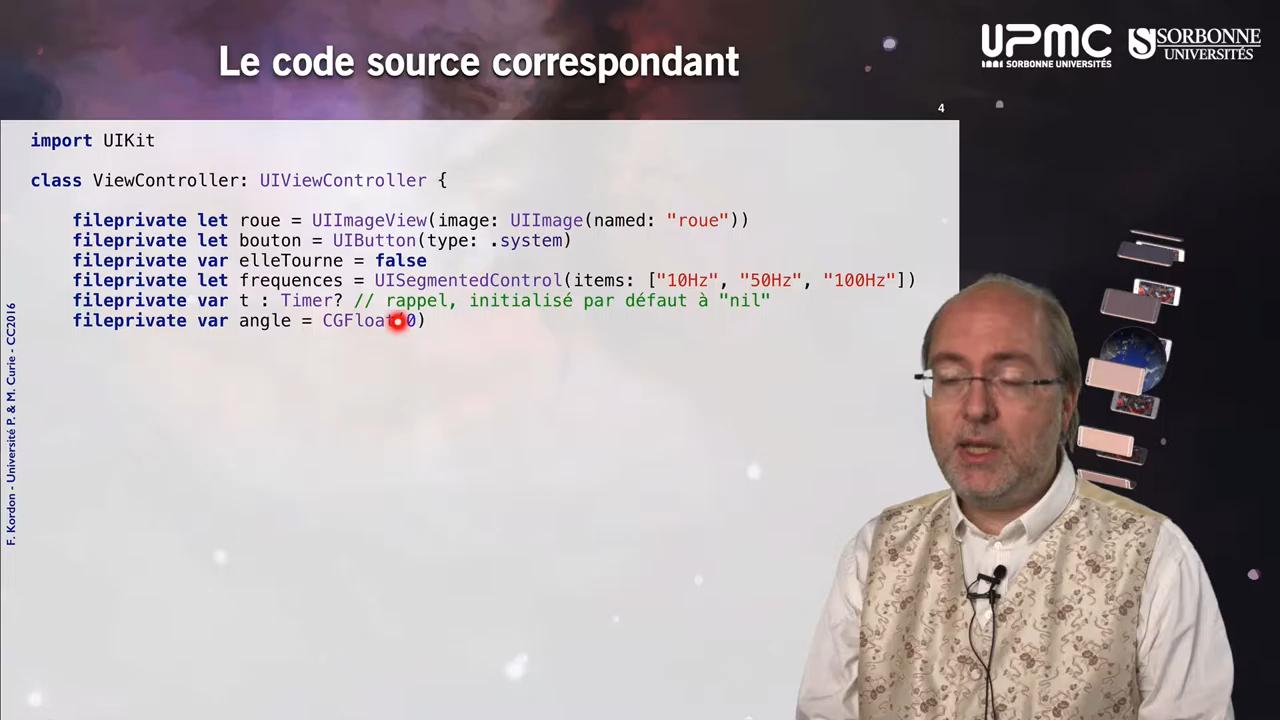 Le code source correspondant
UPMC
SORBONNE UNIVERSITÉS
SORBONNE
UNIVERSITÉS
4
import UIKit
class ViewController: UIViewController {
fileprivate let roue = UIImageView(image: UIImage(named: "roue"))
fileprivate let bouton = UIButton(type: .system)
fileprivate var elleTourne = false
fileprivate let frequences = UISegmentedControl(items: ["10Hz", "50Hz", "100Hz"])
fileprivate var t : Timer? // rappel, initialisé par défaut à "nil"
fileprivate var angle = CGFloat(0)
F. Kordon - Université P. & M. Curie - CC2016